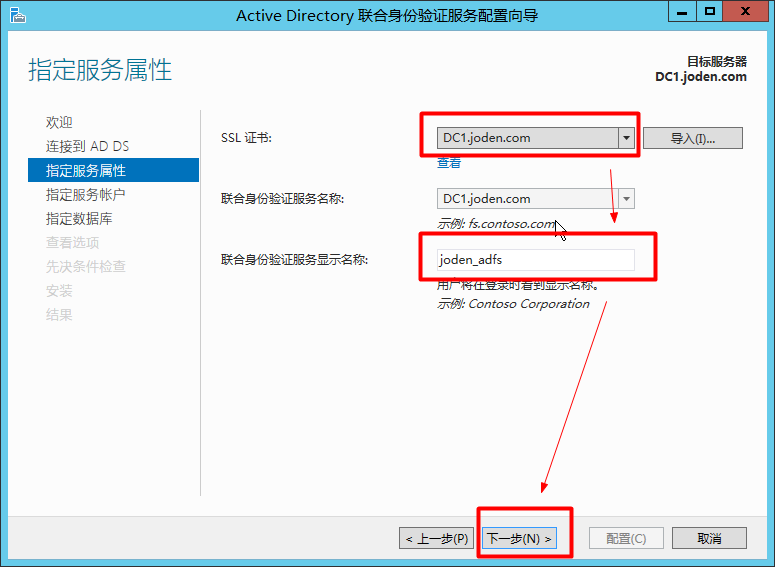 Active Directory 联合身份验证服务配置向导
指定服务属性
目标服务器
DC1.joden.com
欢迎
连接到 AD DS
指定服务属性
指定服务帐户
指定数据库
查看选项
先决条件检查
安装
结果
SSL 证书:
DC1.joden.com
导入(I)...
查看
联合身份验证服务名称:
DC1.joden.com
示例: fs.contoso.com
联合身份验证服务显示名称:
joden_adfs
用户将在登录时看到显示名称。
示例: Contoso Corporation
< 上一步(P)
下一步(N) >
配置(C)
取消